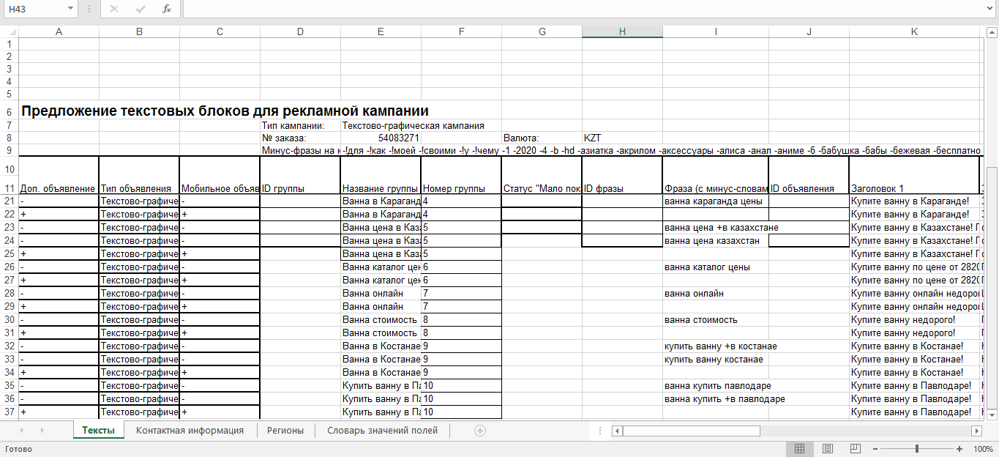 H43 fx
A B C D E F G H I J K
1
2
3
4
5
6 Предложение текстовых блоков для рекламной кампании
7 Тип кампании: Текстово-графическая кампания
8 № заказа: 54083271 Валюта: KZT
9 Минус-фразы на к -!для -!как -!моей -!своими -!у -!чему -1 -2020 -4 -b -hd -азиатка -акрилом -аксессуары -алиса -анал -аниме -б -бабушка -бабы -бежевая -бесплатно
10
11 Доп. объявление Тип объявления Мобильное объяв ID группы Название группы Номер группы Статус "Мало пок ID фразы Фраза (с минус-словам ID объявления Заголовок 1
21 - Текстово-графиче - Ванна в Караганд 4 ванна караганда цены Купите ванну в Караганде!
22 + Текстово-графиче + Ванна в Караганд 4 Купите ванну в Караганде!
23 - Текстово-графиче - Ванна цена в Каза 5 ванна цена +в казахстане Купите ванну в Казахстане!
24 - Текстово-графиче - Ванна цена в Каза 5 ванна цена казахстан Купите ванну в Казахстане!
25 + Текстово-графиче + Ванна цена в Каза 5 Купите ванну в Казахстане!
26 - Текстово-графиче - Ванна каталог цен 6 ванна каталог цены Купите ванну по цене от 2820
27 + Текстово-графиче + Ванна каталог цен 6 Купите ванну по цене от 2820
28 - Текстово-графиче - Ванна онлайн 7 ванна онлайн Купите ванну онлайн недорог
29 + Текстово-графиче + Ванна онлайн 7 Купите ванну онлайн недорог
30 - Текстово-графиче - Ванна стоимость 8 ванна стоимость Купите ванну недорого!
31 + Текстово-графиче + Ванна стоимость 8 Купите ванну недорого!
32 - Текстово-графиче - Ванна в Костанае 9 купить ванну +в костанае Купите ванну в Костанае!
33 - Текстово-графиче - Ванна в Костанае 9 купить ванну костанае Купите ванну в Костанае!
34 + Текстово-графиче + Ванна в Костанае 9 Купите ванну в Костанае!
35 - Текстово-графиче - Купить ванну в Па 10 ванна купить павлодаре Купите ванну в Павлодаре!
36 - Текстово-графиче - Купить ванну в Па 10 ванна купить +в павлодаре Купите ванну в Павлодаре!
37 + Текстово-графиче + Купить ванну в Па 10 Купите ванну в Павлодаре!
Тексты Контактная информация Регионы Словарь значений полей
Готово 100%